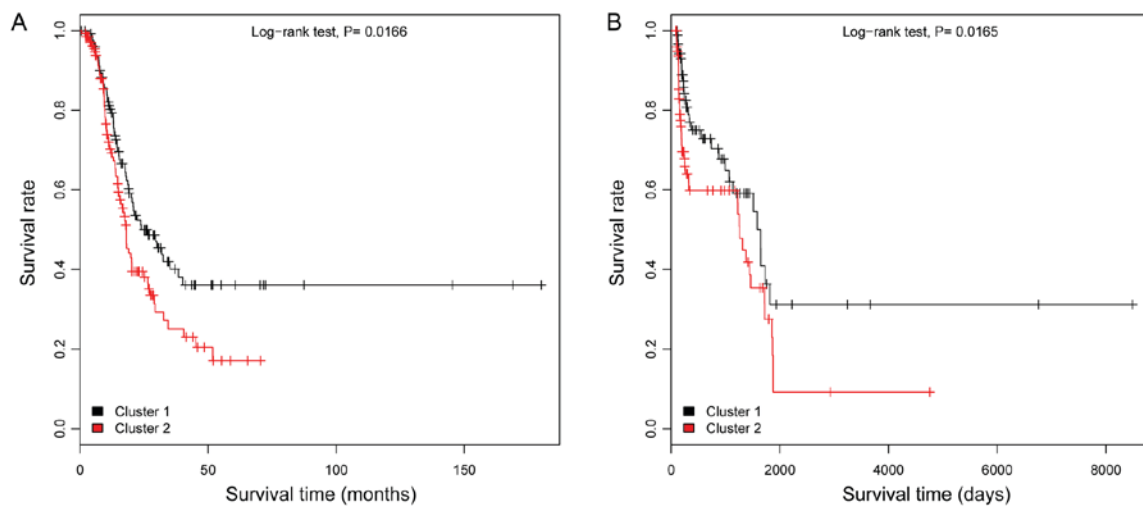 A
Log-rank test, P= 0.0166
Survival rate
1.0
0.8
0.6
0.4
0.2
0.0
Cluster 1
Cluster 2
0
50
100
150
Survival time (months)
B
Log-rank test, P= 0.0165
Survival rate
1.0
0.8
0.6
0.4
0.2
0.0
Cluster 1
Cluster 2
0
2000
4000
6000
8000
Survival time (days)